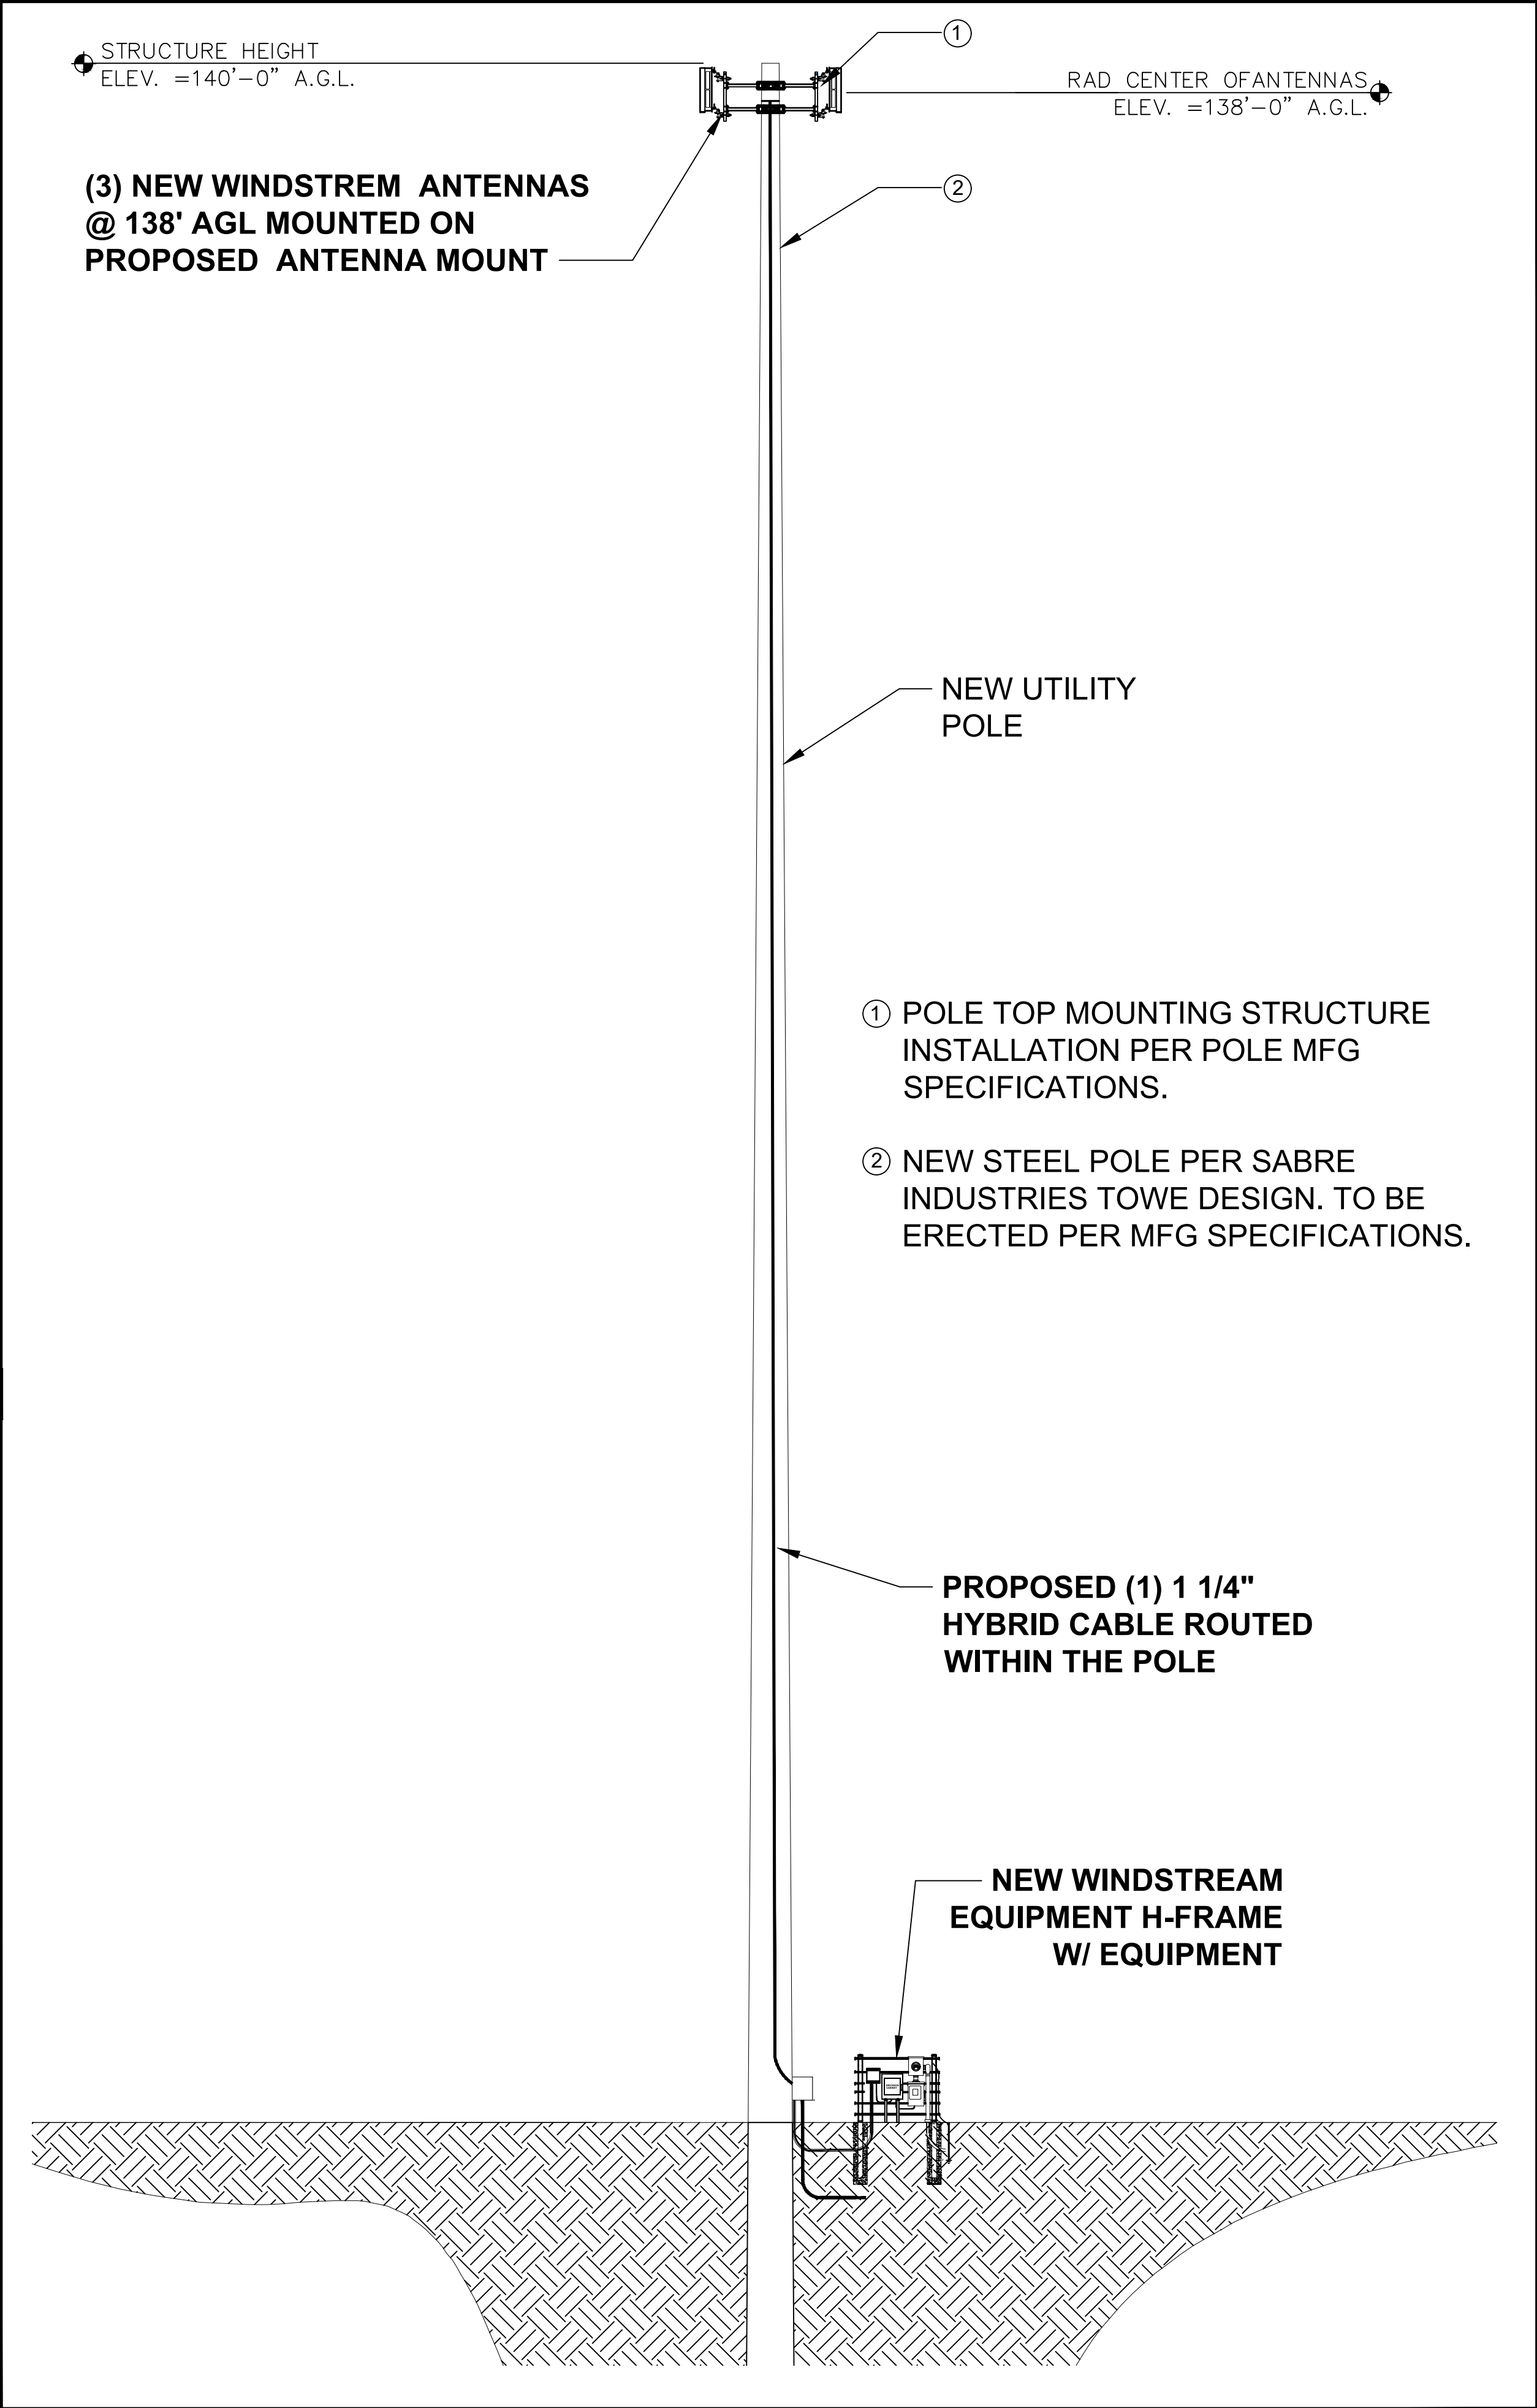 STRUCTURE HEIGHT
ELEV. =140'-0" A.G.L.
1
RAD CENTER OFANTENNAS
ELEV. =138'-0" A.G.L.
(3) NEW WINDSTREM ANTENNAS
@ 138' AGL MOUNTED ON
PROPOSED ANTENNA MOUNT
2
NEW UTILITY
POLE
1 POLE TOP MOUNTING STRUCTURE
INSTALLATION PER POLE MFG
SPECIFICATIONS.
2 NEW STEEL POLE PER SABRE
INDUSTRIES TOWE DESIGN. TO BE
ERECTED PER MFG SPECIFICATIONS.
PROPOSED (1) 1 1/4"
HYBRID CABLE ROUTED
WITHIN THE POLE
NEW WINDSTREAM
EQUIPMENT H-FRAME
W/ EQUIPMENT